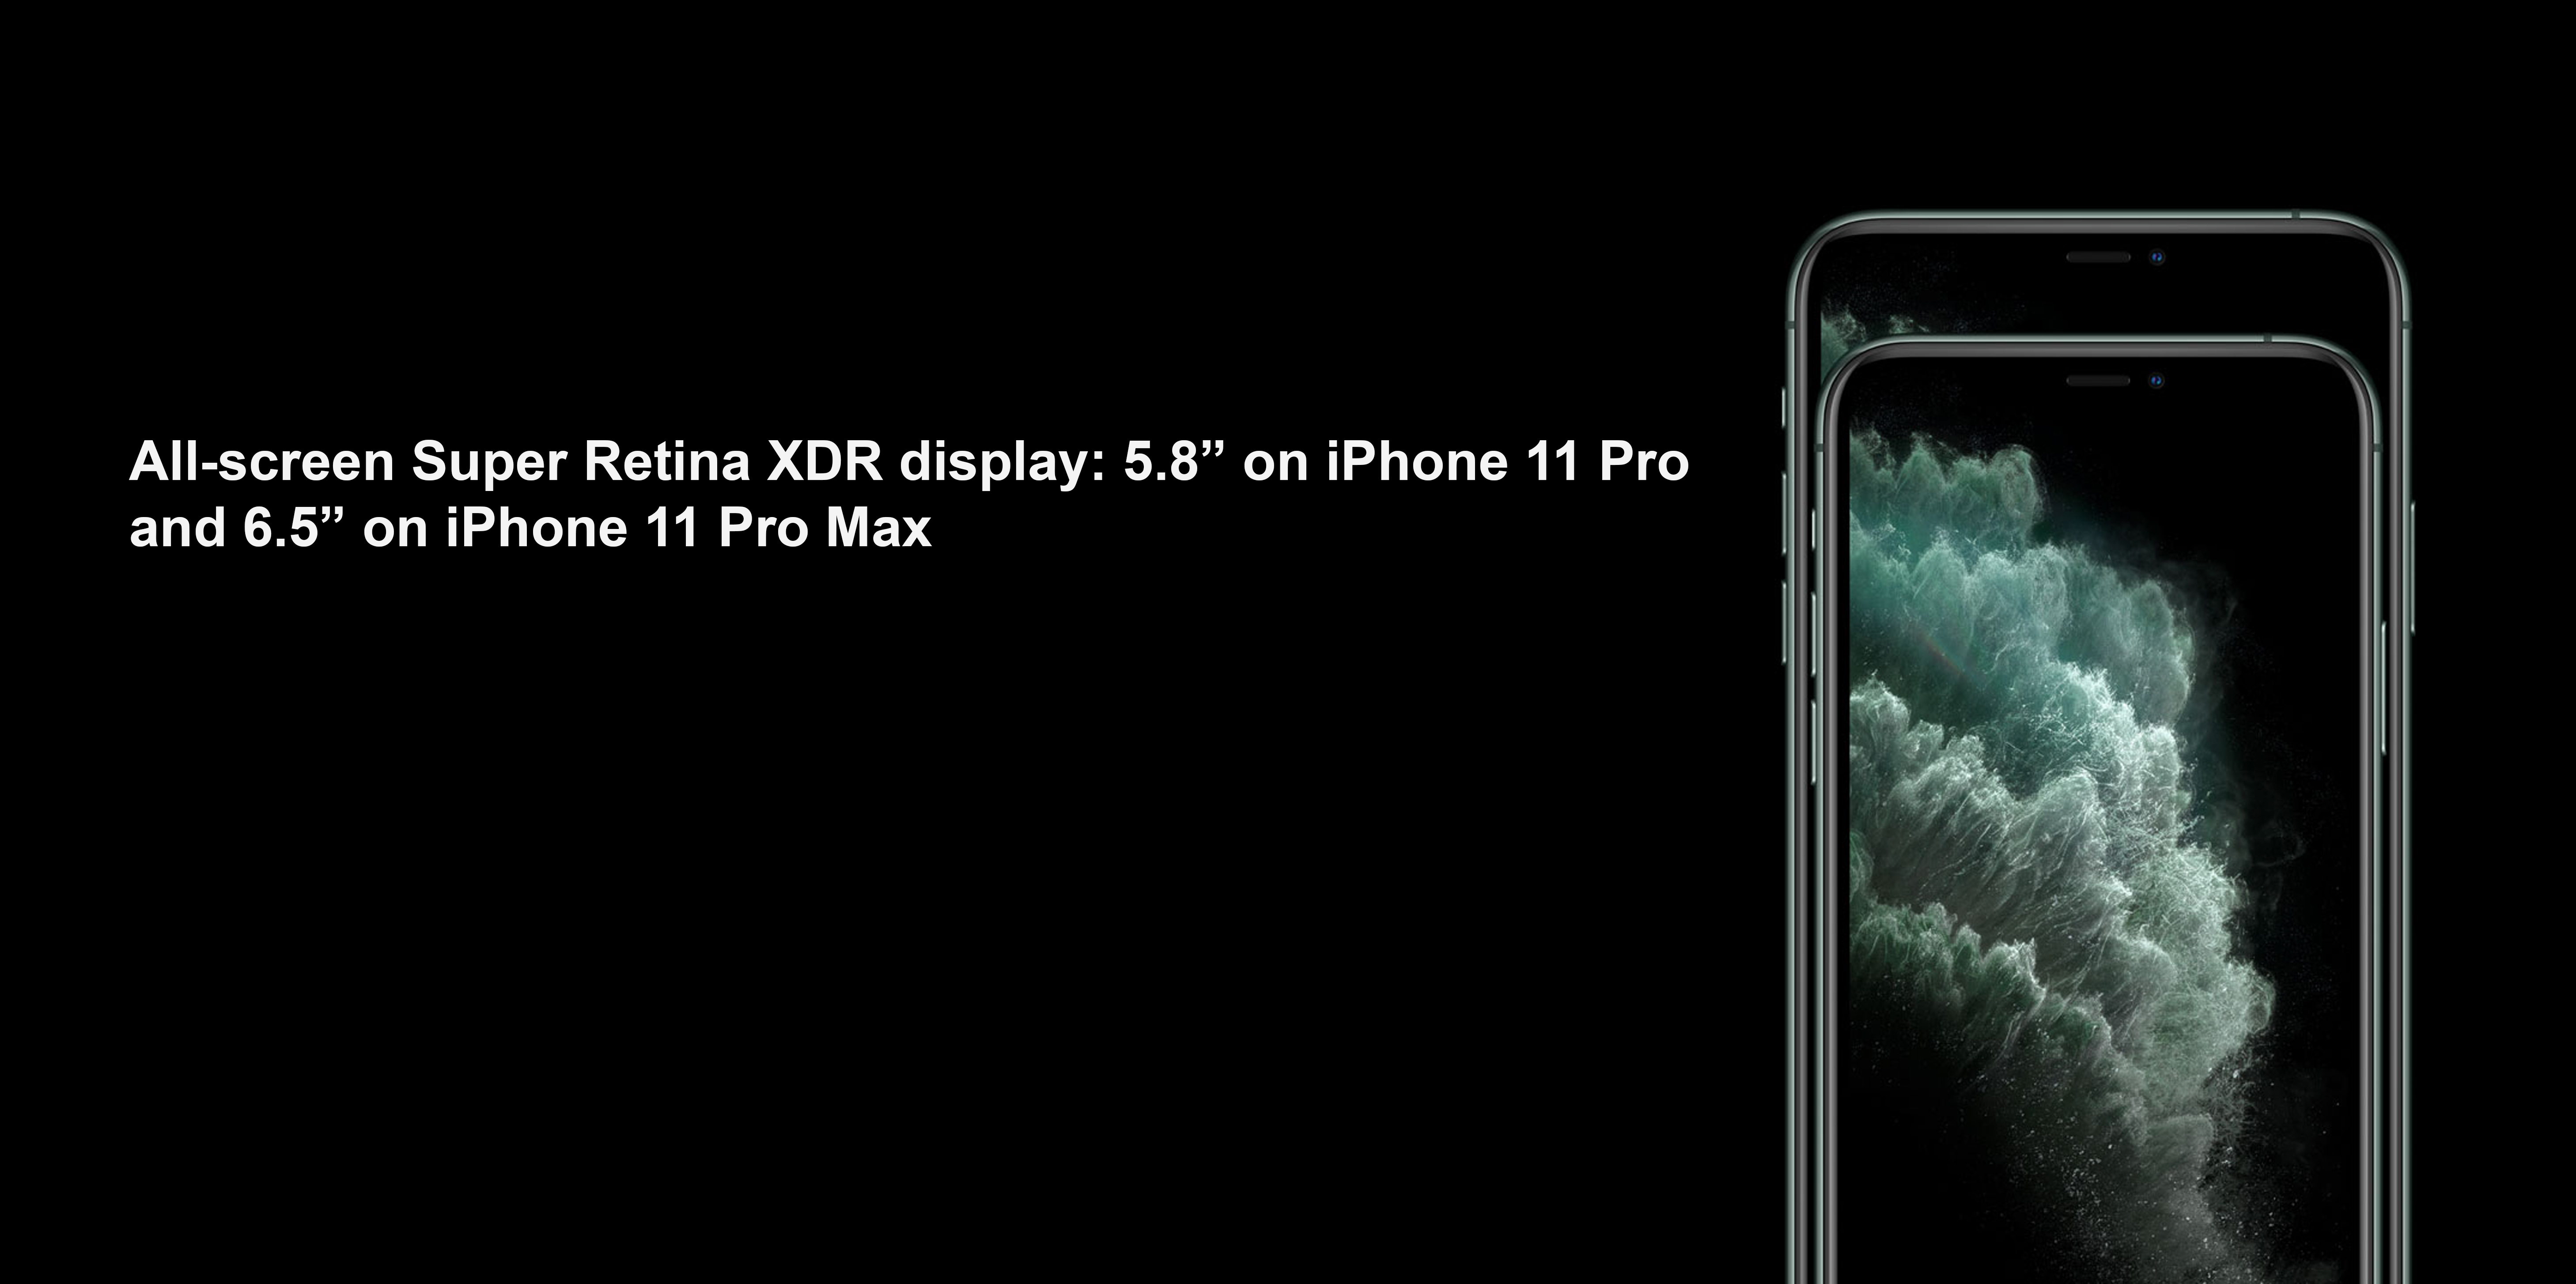 All-screen Super Retina XDR display: 5.8” on iPhone 11 Pro
and 6.5” on iPhone 11 Pro Max